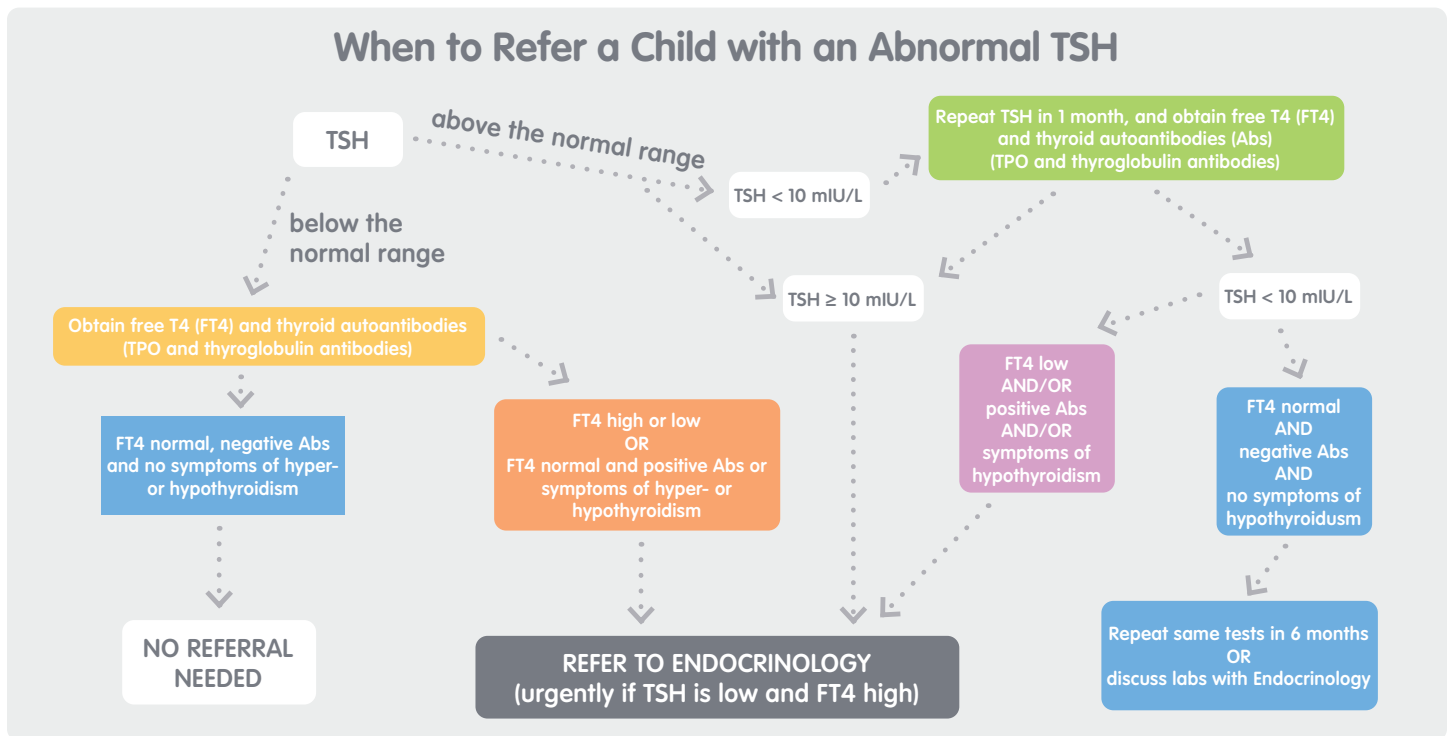 When to Refer a Child with an Abnormal TSH
TSH
above the normal range
below the
normal range
TSH < 10 mIU/L
Repeat TSH in 1 month, and obtain free T4 (FT4)
and thyroid autoantibodies (Abs)
(TPO and thyroglobulin antibodies)
TSH ≥ 10 mIU/L
TSH < 10 mIU/L
Obtain free T4 (FT4) and thyroid autoantibodies
(TPO and thyroglobulin antibodies)
FT4 normal, negative Abs
and no symptoms of hyper-
or hypothyroidism
FT4 high or low
OR
FT4 normal and positive Abs or
symptoms of hyper- or
hypothyroidism
FT4 low
AND/OR
positive Abs
AND/OR
symptoms of
hypothyroidism
FT4 normal
AND
negative Abs
AND
no symptoms of
hypothyroidusm
NO REFERRAL
NEEDED
REFER TO ENDOCRINOLOGY
(urgently if TSH is low and FT4 high)
Repeat same tests in 6 months
OR
discuss labs with Endocrinology